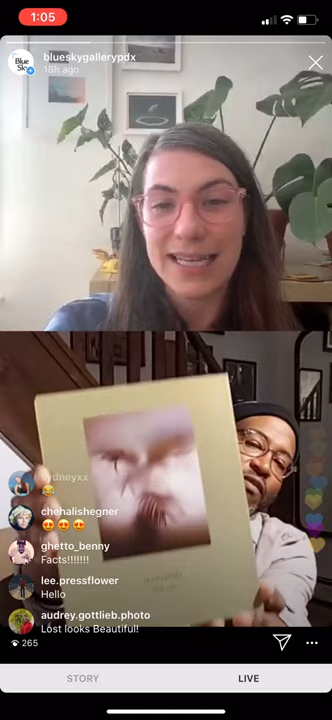 1:05
blueskygallerypdx
18h ago
Blue
Sky
sydneyxx
😂
chehalishegner
😍😍😍
ghetto_benny
Facts!!!!!!!
lee.pressflower
Hello
audrey.gottlieb.photo
Lost looks Beautiful!
265
STORY
LIVE